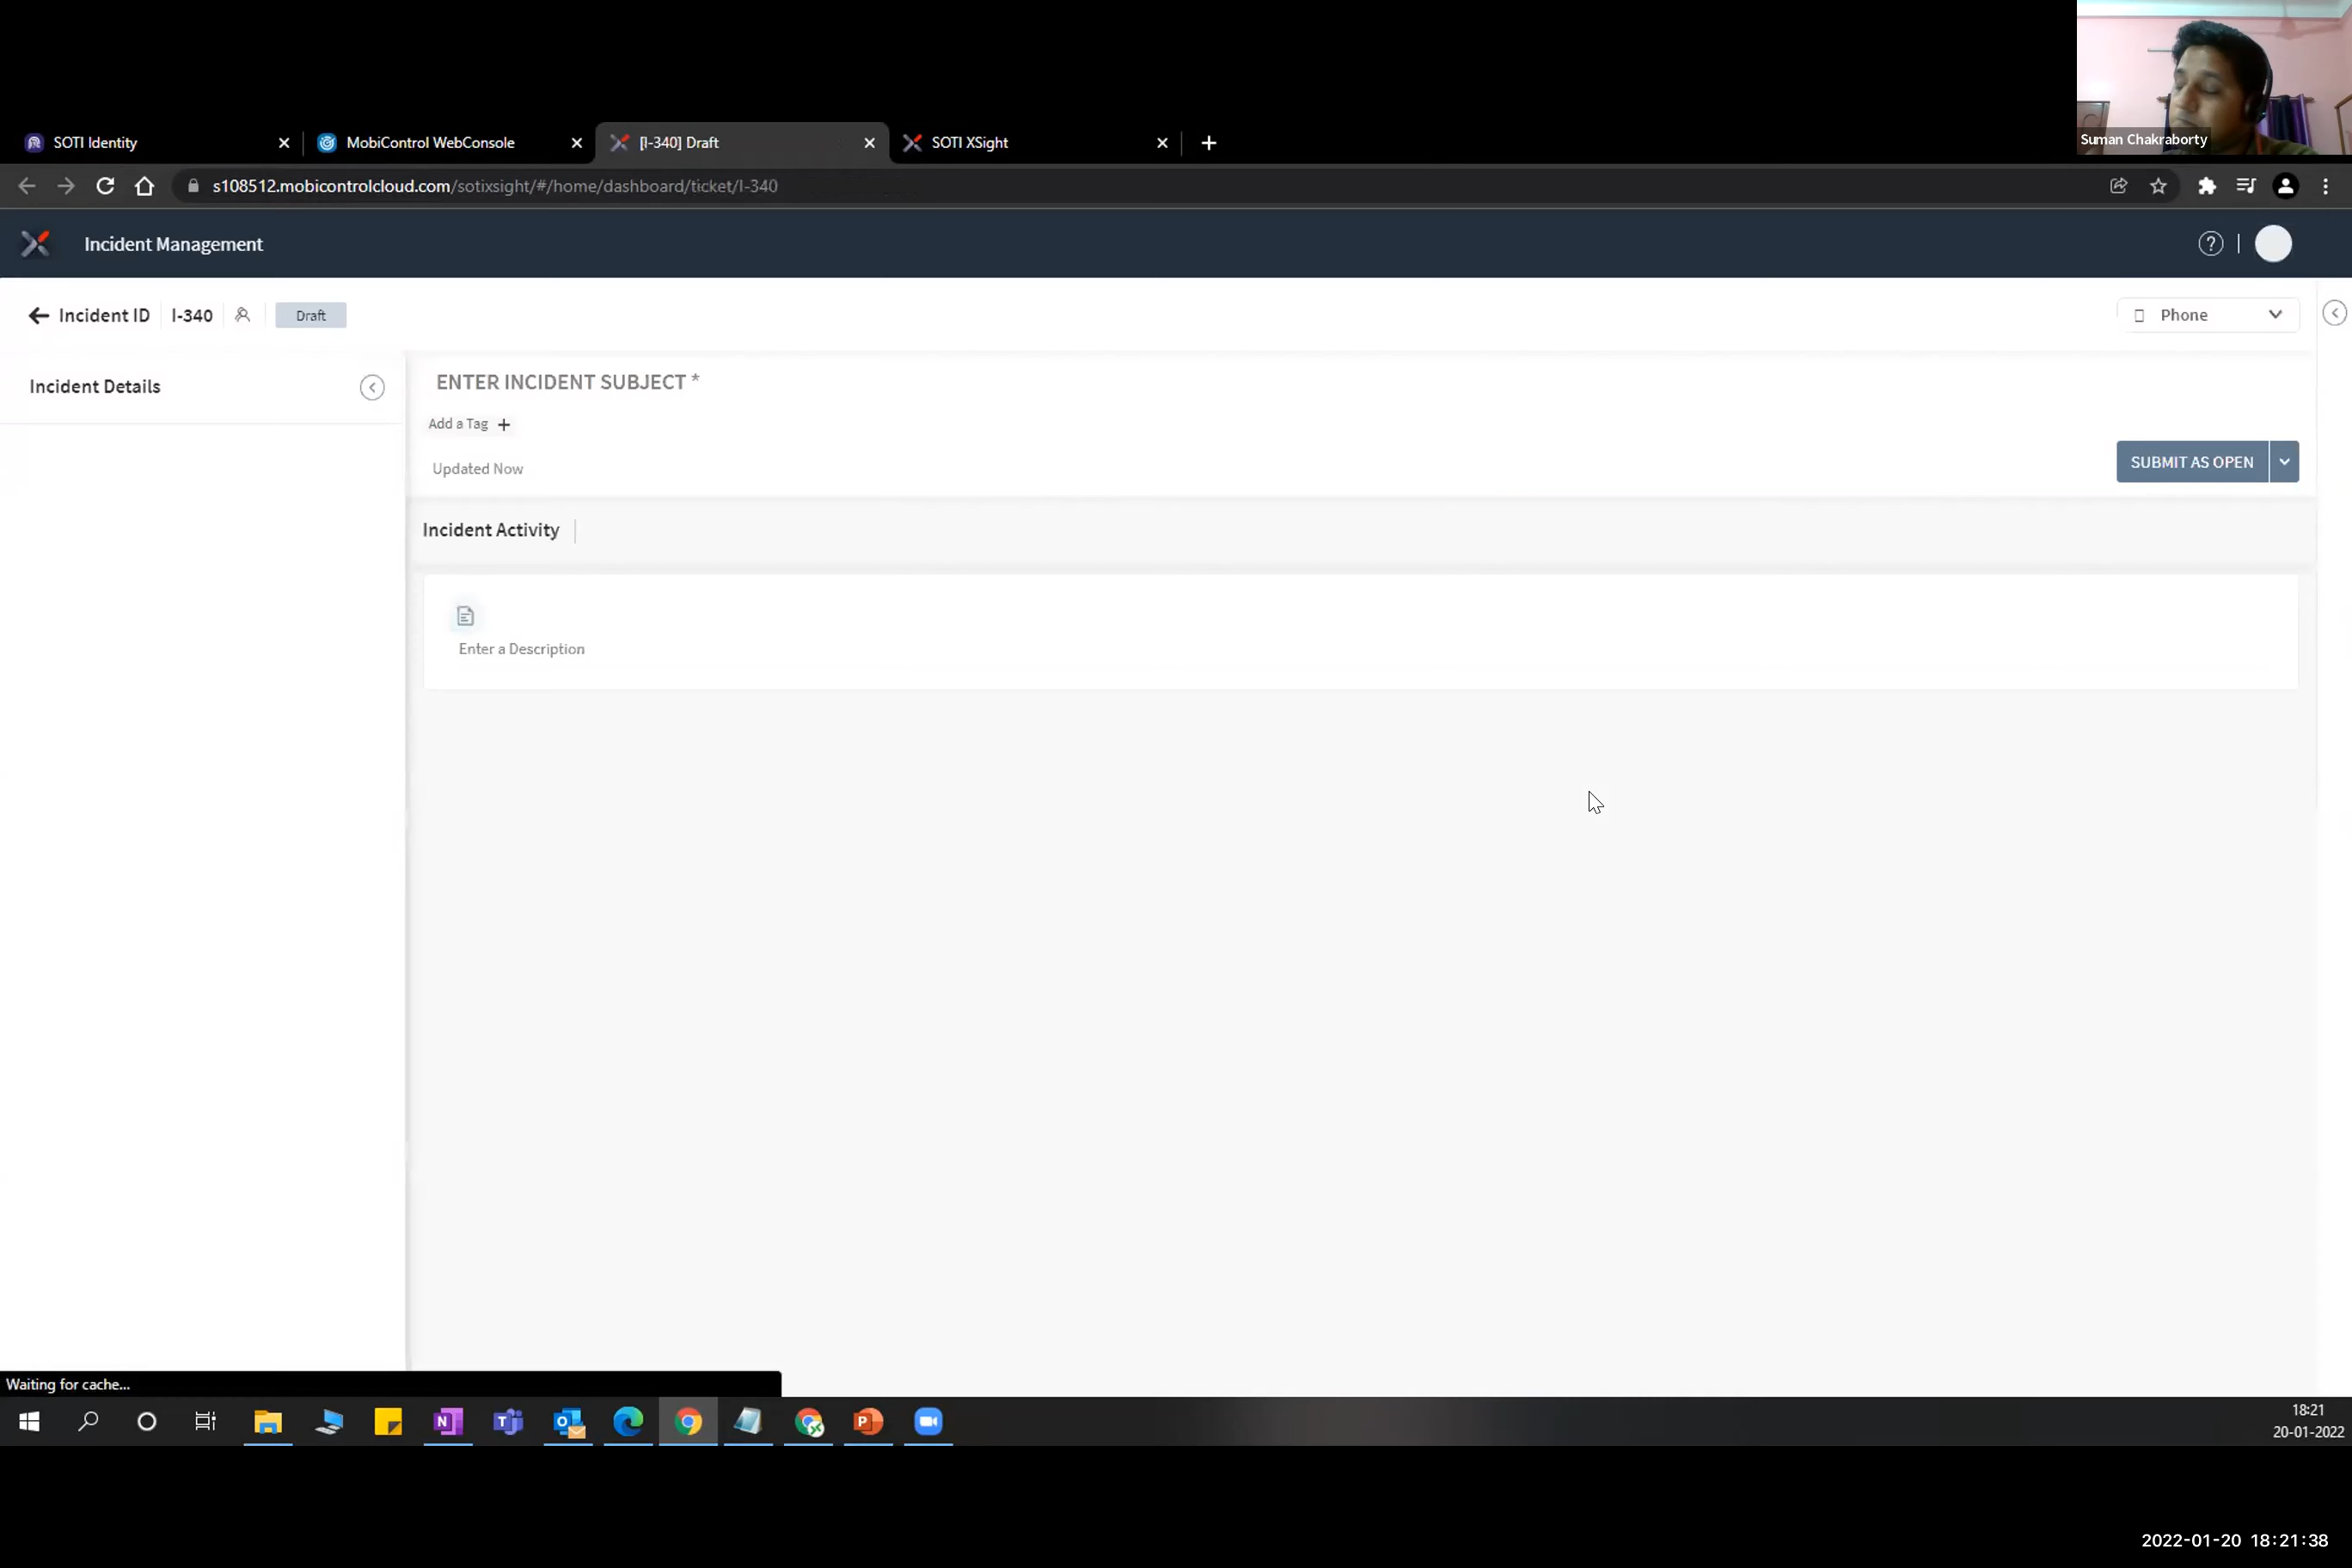 Suman Chakraborty
SOTI Identity
MobiControl WebConsole
[I-340] Draft
SOTI XSight
s108512.mobicontrolcloud.com/sotixsight/#/home/dashboard/ticket/I-340
Incident Management
Incident ID I-340 Draft
Phone
Incident Details
ENTER INCIDENT SUBJECT *
Add a Tag +
Updated Now
SUBMIT AS OPEN
Incident Activity
Enter a Description
Waiting for cache...
18:21
20-01-2022
2022-01-20 18:21:38